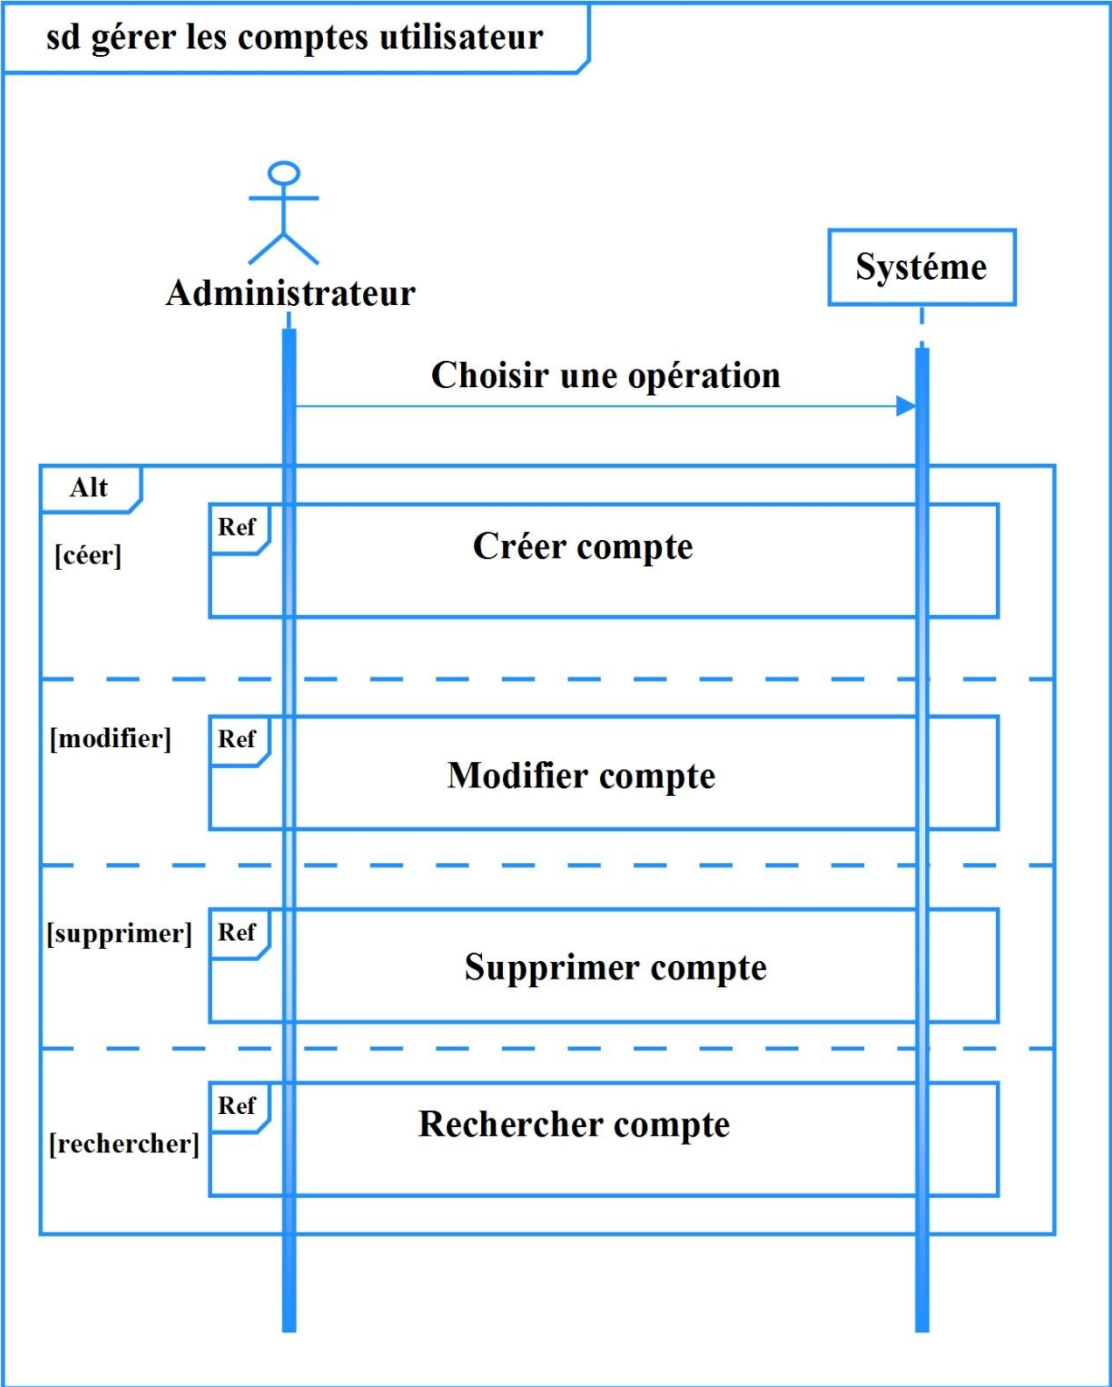 sd gérer les comptes utilisateur
Administrateur
Systéme
Choisir une opération
Alt
[céer]
Ref
Créer compte
[modifier]
Ref
Modifier compte
[supprimer]
Ref
Supprimer compte
[rechercher]
Ref
Rechercher compte